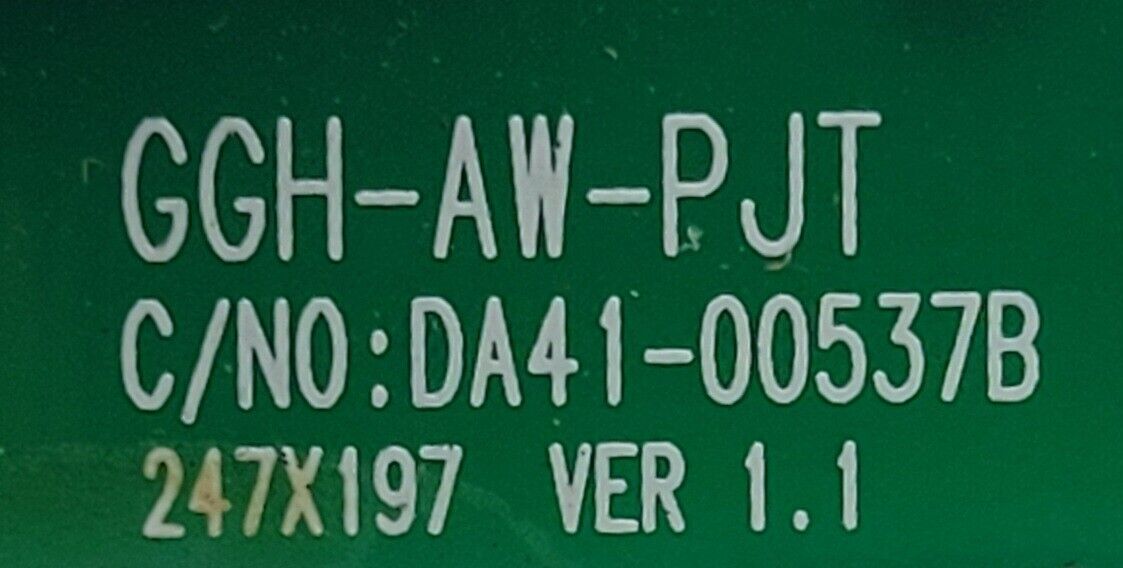 GGH-AW-PJT
C/NO:DA41-00537B
247X197 VER 1.1